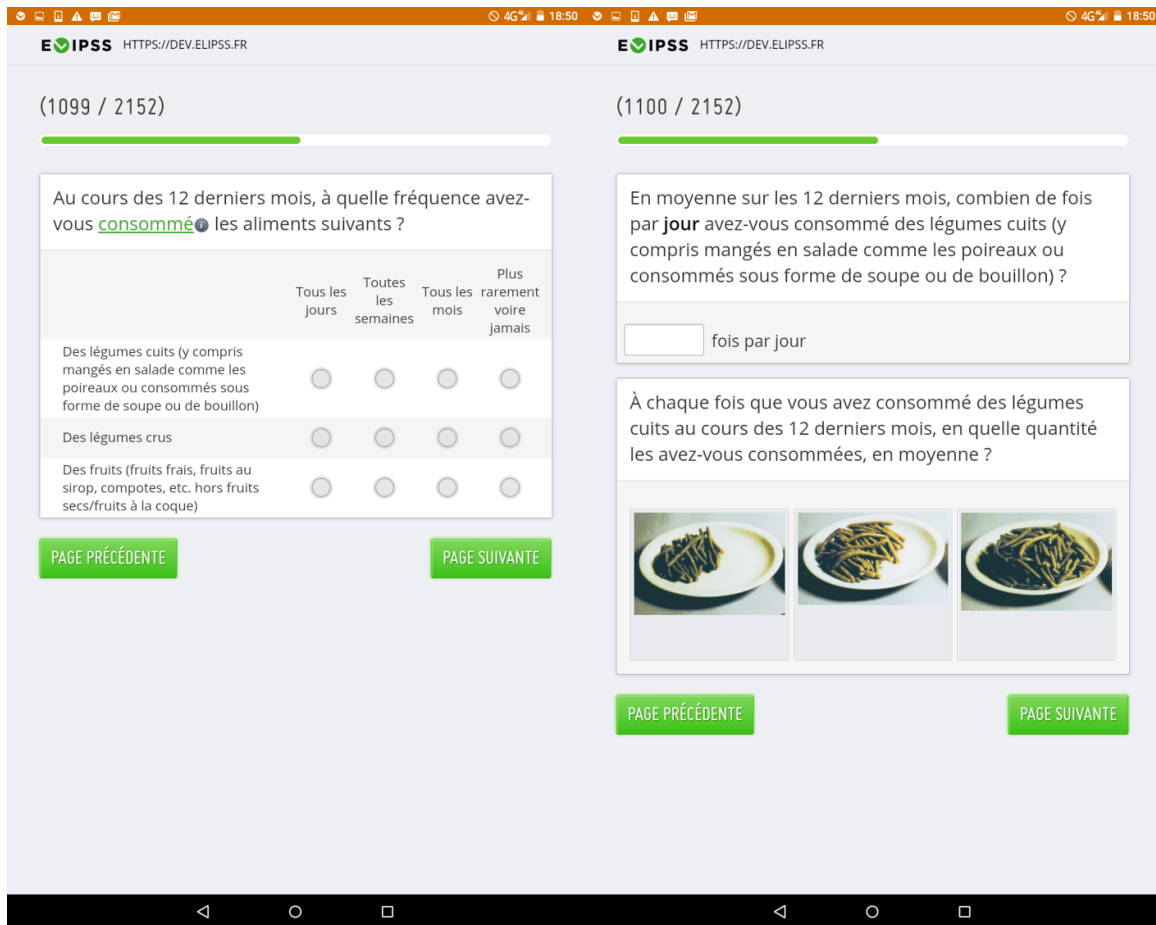 4G 18:50
ELIPSS HTTPS://DEV.ELIPSS.FR
(1099 / 2152)
Au cours des 12 derniers mois, à quelle fréquence avez-
vous consommé les aliments suivants ?
Tous les
jours
Toutes
les
semaines
Tous les
mois
Plus
rarement
voire
jamais
Des légumes cuits (y compris
mangés en salade comme les
poireaux ou consommés sous
forme de soupe ou de bouillon)
Des légumes crus
Des fruits (fruits frais, fruits au
sirop, compotes, etc. hors fruits
secs/fruits à la coque)
PAGE PRÉCÉDENTE
PAGE SUIVANTE
4G 18:50
ELIPSS HTTPS://DEV.ELIPSS.FR
(1100 / 2152)
En moyenne sur les 12 derniers mois, combien de fois
par jour avez-vous consommé des légumes cuits (y
compris mangés en salade comme les poireaux ou
consommés sous forme de soupe ou de bouillon) ?
fois par jour
À chaque fois que vous avez consommé des légumes
cuits au cours des 12 derniers mois, en quelle quantité
les avez-vous consommées, en moyenne ?
PAGE PRÉCÉDENTE
PAGE SUIVANTE